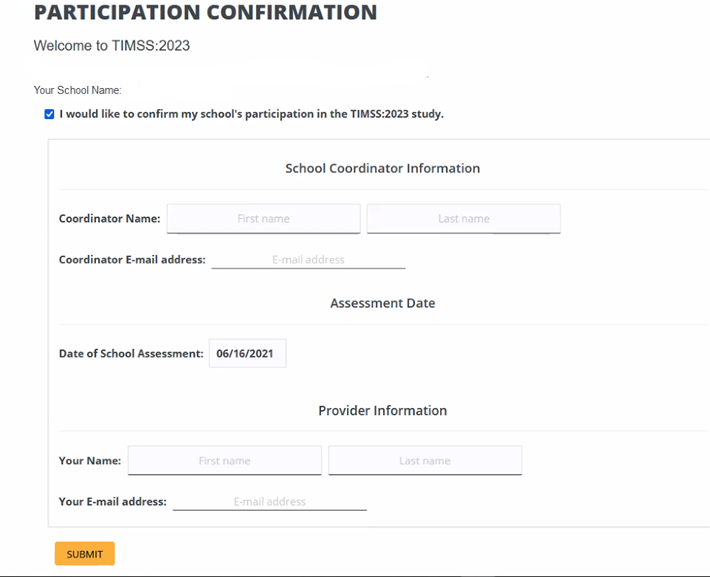 PARTICIPATION CONFIRMATION
Welcome to TIMSS:2023
Your School Name:
I would like to confirm my school's participation in the TIMSS:2023 study.
School Coordinator Information
Coordinator Name: First name Last name
Coordinator E-mail address: E-mail address
Assessment Date
Date of School Assessment: 06/16/2021
Provider Information
Your Name: First name Last name
Your E-mail address: E-mail address
SUBMIT